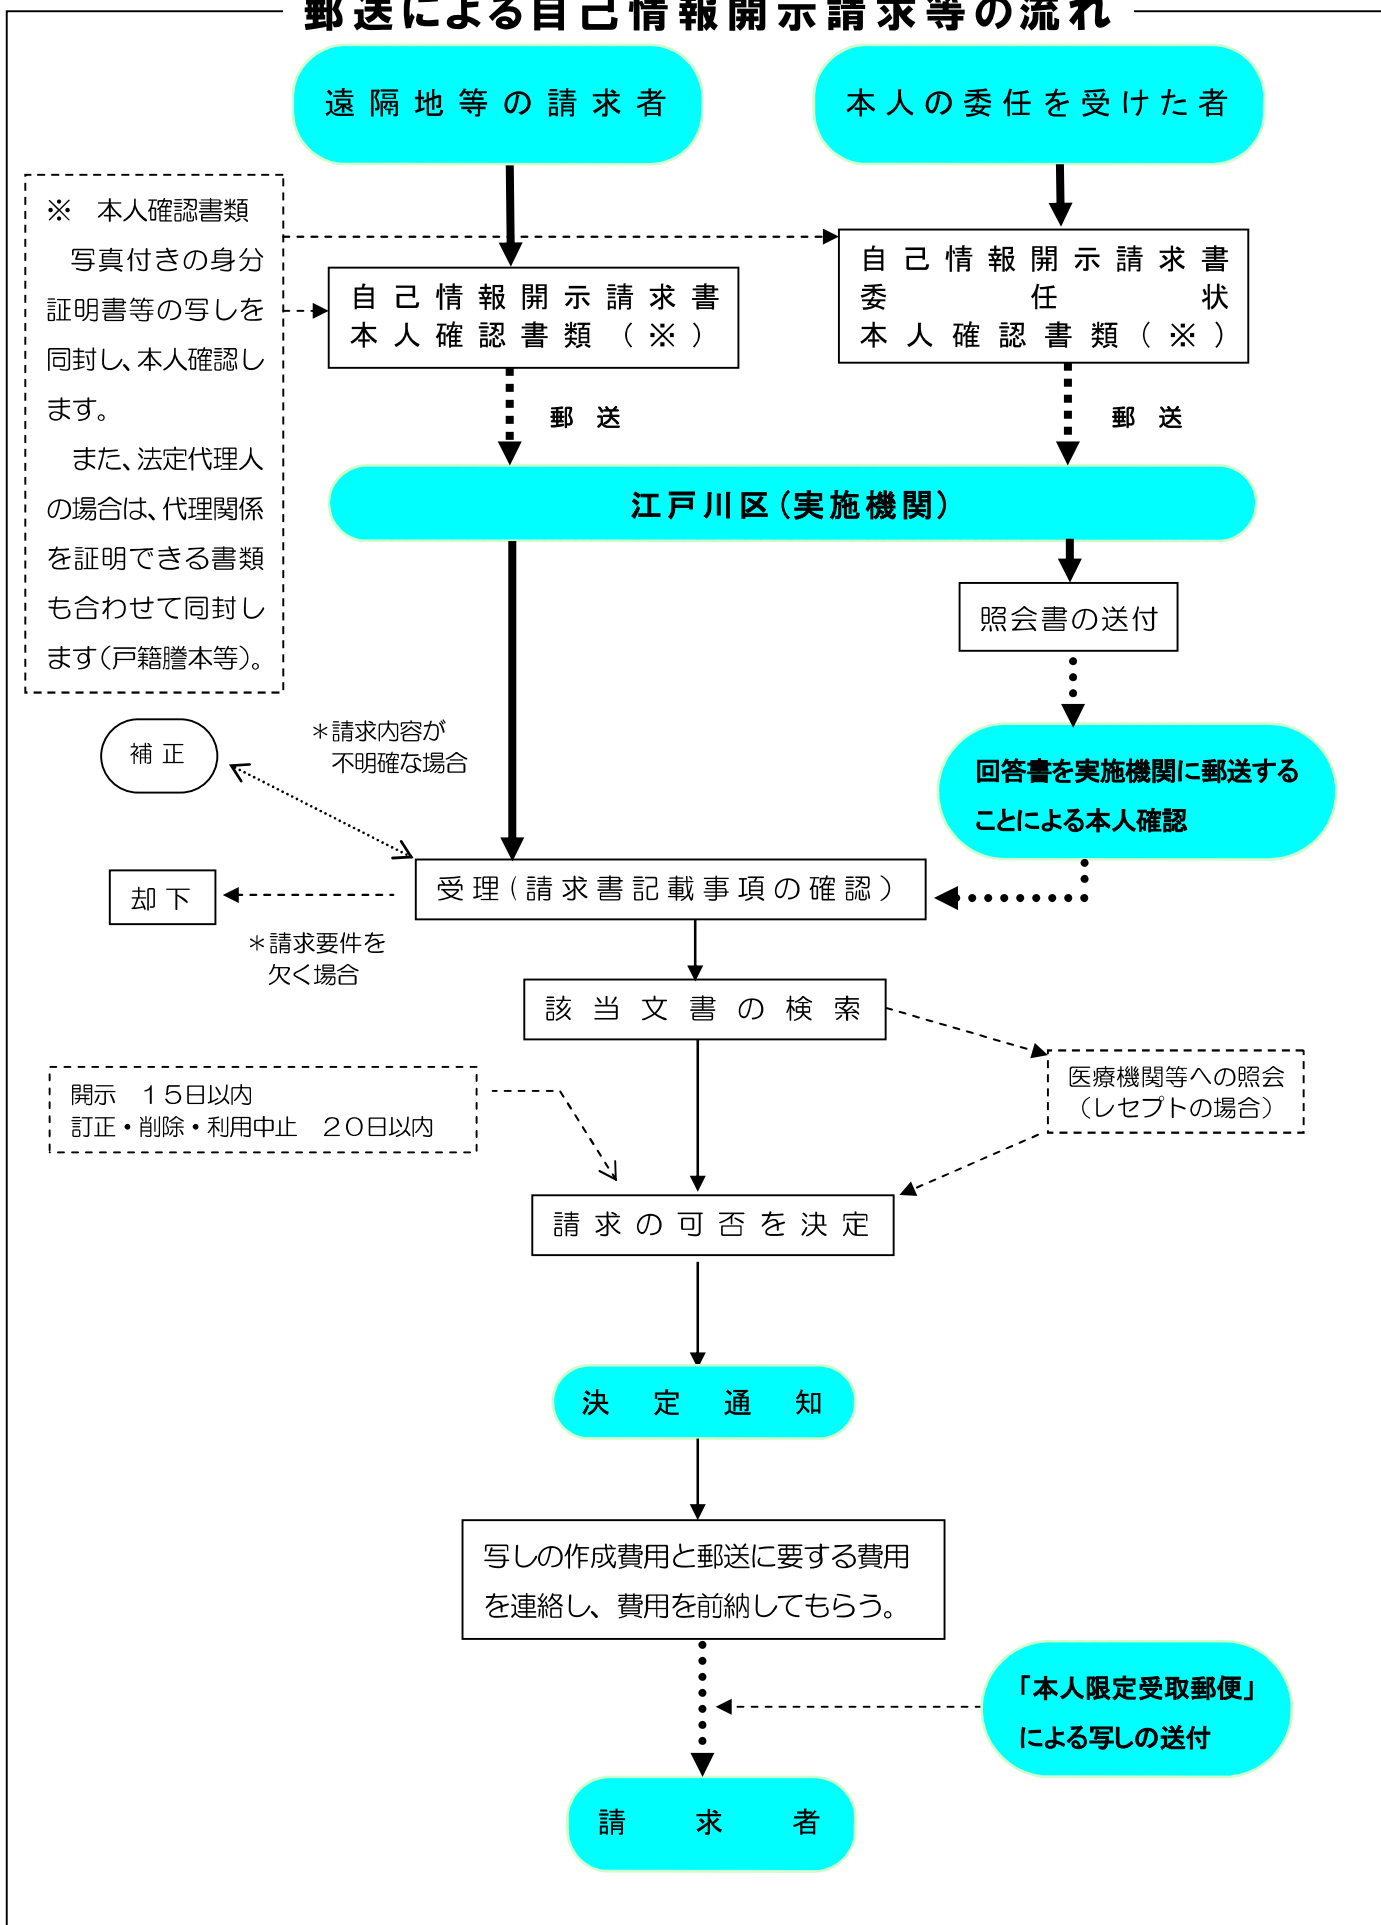 郵送による自己情報開示請求等の流れ
遠隔地等の請求者
本人の委任を受けた者
※　本人確認書類
写真付きの身分
証明書等の写しを
同封し、本人確認し
ます。
また、法定代理人
の場合は、代理関係
を証明できる書類
も合わせて同封し
ます（戸籍謄本等）。
自己情報開示請求書
本人確認書類（※）
自己情報開示請求書
委任状
本人確認書類（※）
郵送
郵送
江戸川区（実施機関）
照会書の送付
回答書を実施機関に郵送する
ことによる本人確認
補正
＊請求内容が
不明確な場合
受理（請求書記載事項の確認）
却下
＊請求要件を
欠く場合
該当文書の検索
医療機関等への照会
（レセプトの場合）
開示　１５日以内
訂正・削除・利用中止　２０日以内
請求の可否を決定
決定通知
写しの作成費用と郵送に要する費用
を連絡し、費用を前納してもらう。
「本人限定受取郵便」
による写しの送付
請求者